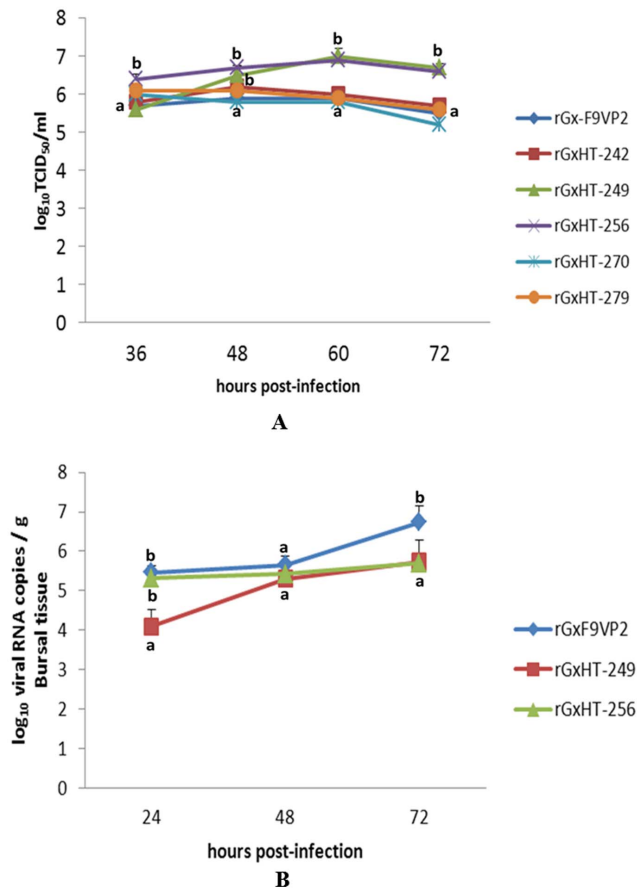 8
7
6
5
4
3
2
1
0
log₁₀TCID₅₀/ml
b
b
b
b
b
a
a
a
a
36
48
60
72
hours post-infection
rGx-F9VP2
rGxHT-242
rGxHT-249
rGxHT-256
rGxHT-270
rGxHT-279
A
8
7
6
5
4
3
2
1
0
log₁₀ viral RNA copies / g
Bursal tissue
b
a
b
b
a
a
a
24
48
72
hours post-infection
rGxF9VP2
rGxHT-249
rGxHT-256
B